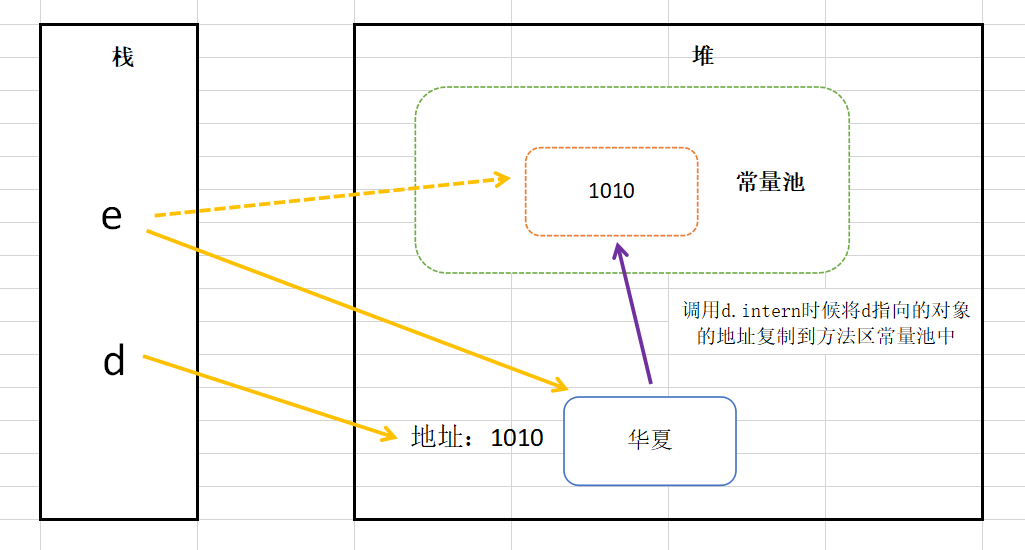 栈
堆
1010
常量池
e
调用d.intern时候将d指向的对象
的地址复制到方法区常量池中
d
地址：1010
华夏